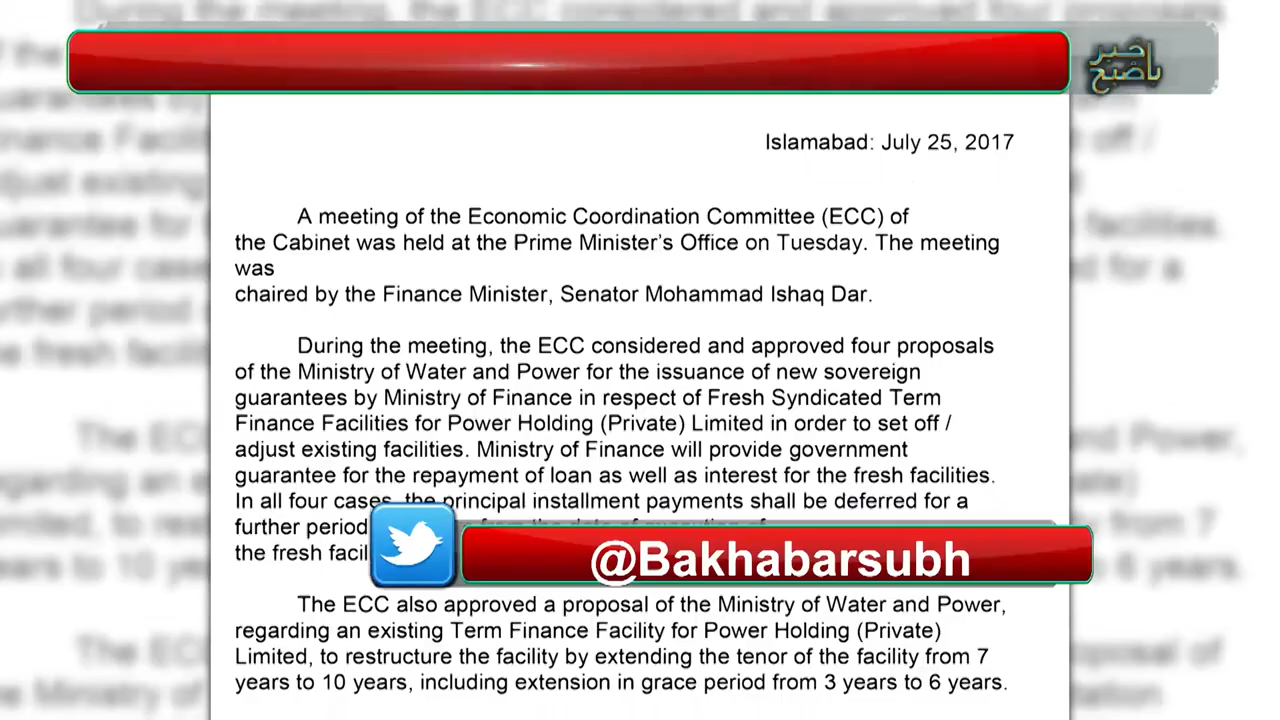 باخبر
صبح
Islamabad: July 25, 2017
A meeting of the Economic Coordination Committee (ECC) of
the Cabinet was held at the Prime Minister’s Office on Tuesday. The meeting
was
chaired by the Finance Minister, Senator Mohammad Ishaq Dar.
During the meeting, the ECC considered and approved four proposals
of the Ministry of Water and Power for the issuance of new sovereign
guarantees by Ministry of Finance in respect of Fresh Syndicated Term
Finance Facilities for Power Holding (Private) Limited in order to set off /
adjust existing facilities. Ministry of Finance will provide government
guarantee for the repayment of loan as well as interest for the fresh facilities.
In all four cases, the principal installment payments shall be deferred for a
further period from the date of execution of
the fresh
@Bakhabarsubh
The ECC also approved a proposal of the Ministry of Water and Power,
regarding an existing Term Finance Facility for Power Holding (Private)
Limited, to restructure the facility by extending the tenor of the facility from 7
years to 10 years, including extension in grace period from 3 years to 6 years.